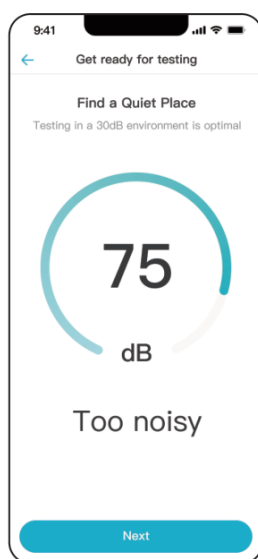 9:41
Get ready for testing
Find a Quiet Place
Testing in a 30dB environment is optimal
75
dB
Too noisy
Next